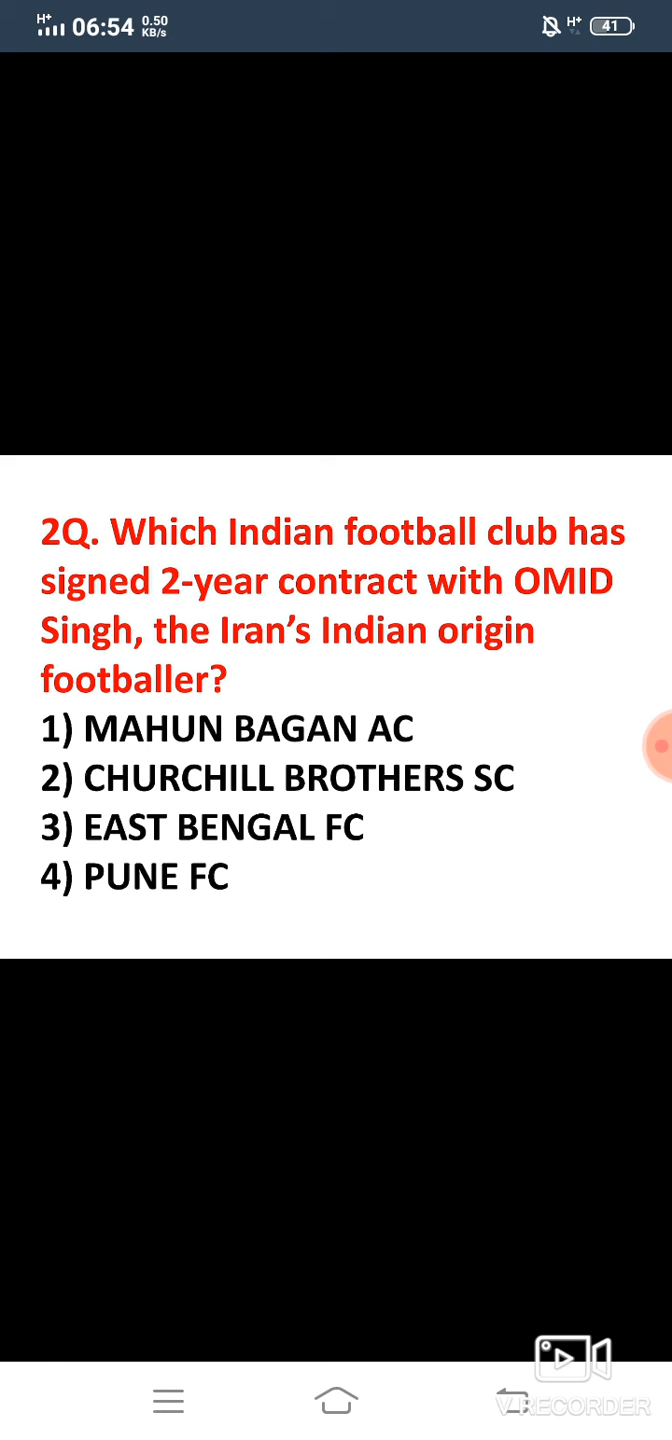 H+ 06:54 0.50 KB/s H+ 41
2Q. Which Indian football club has
signed 2-year contract with OMID
Singh, the Iran's Indian origin
footballer?
1) MAHUN BAGAN AC
2) CHURCHILL BROTHERS SC
3) EAST BENGAL FC
4) PUNE FC
V RECORDER